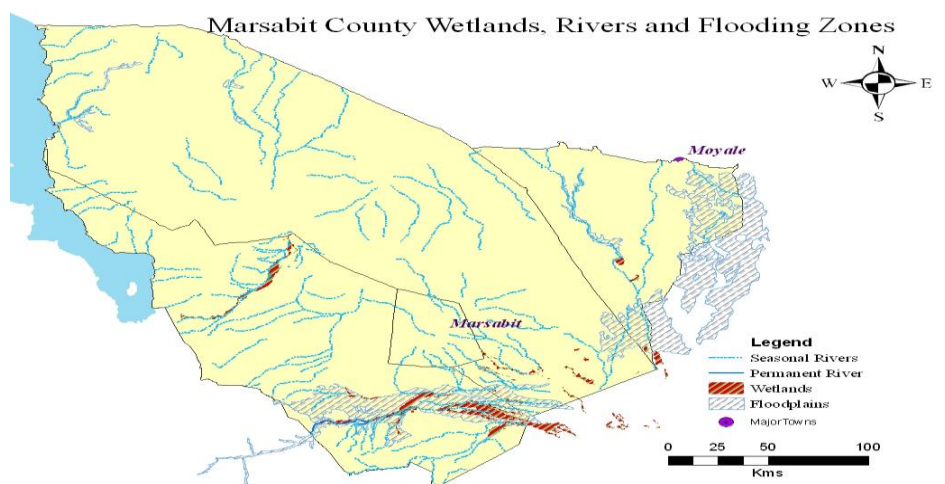 Marsabit County Wetlands, Rivers and Flooding Zones
N
W E
S
Moyale
Marsabit
Legend
Seasonal Rivers
Permanent River
Wetlands
Floodplains
MajorTowns
0 25 50 100
Kms